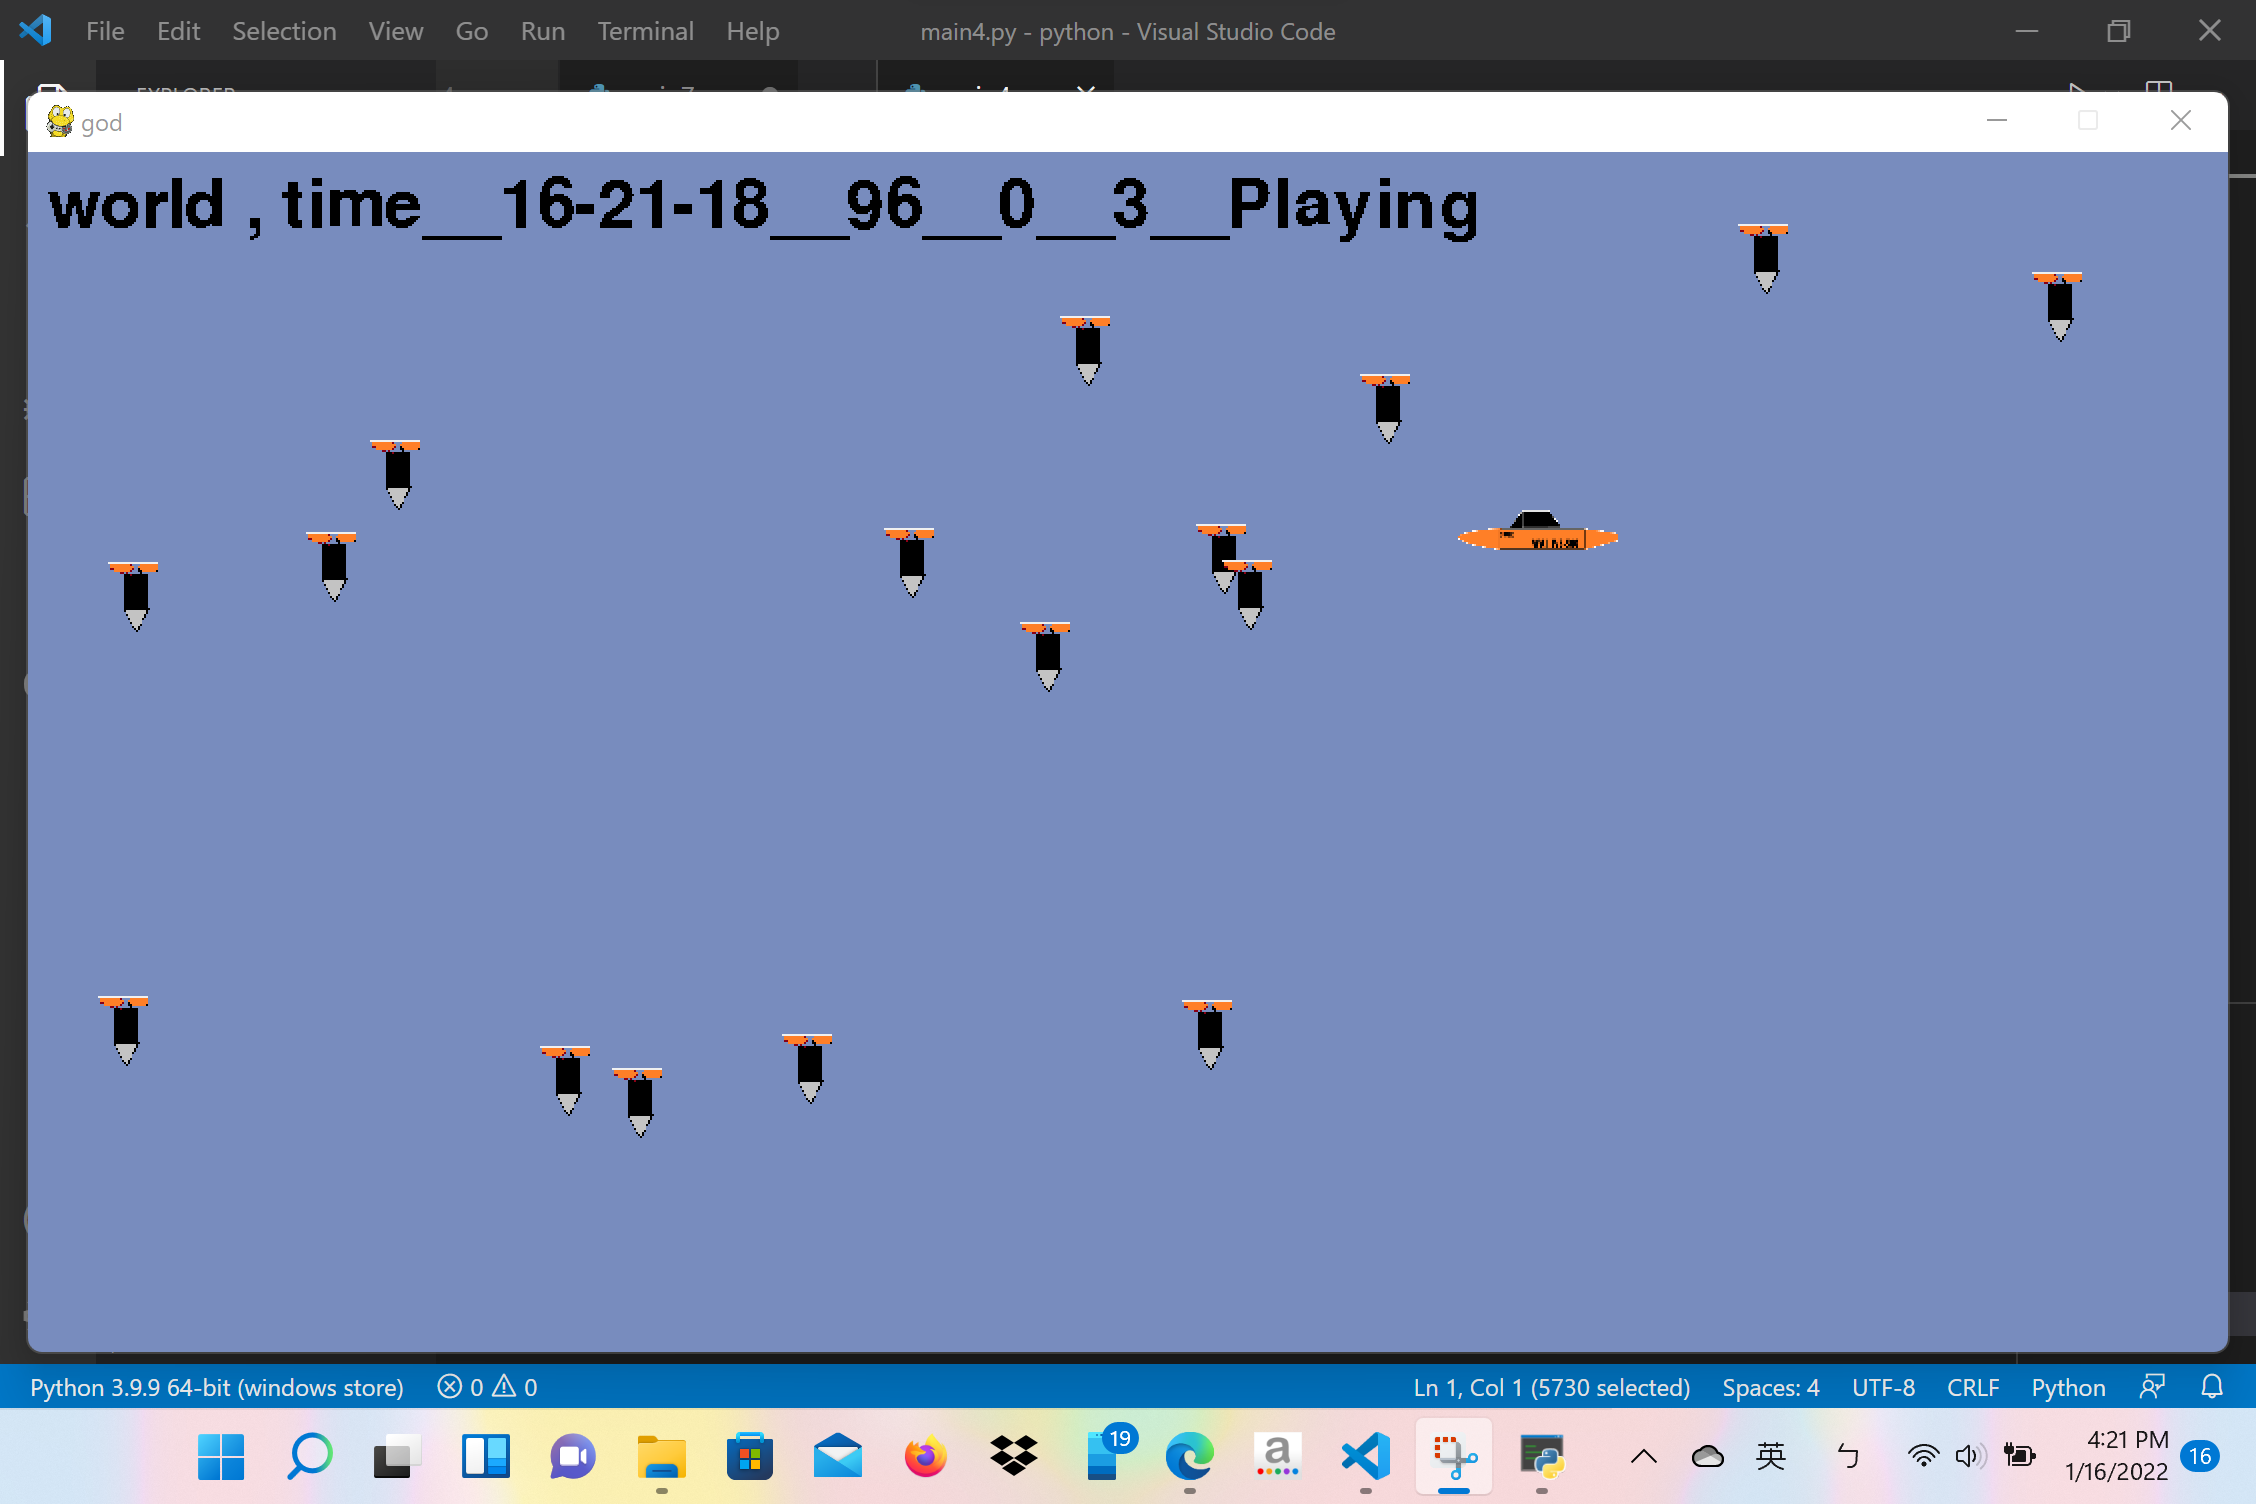 File Edit Selection View Go Run Terminal Help main4.py - python - Visual Studio Code
god
world , time__16-21-18__96__0__3__Playing
Python 3.9.9 64-bit (windows store) 0 0 Ln 1, Col 1 (5730 selected) Spaces: 4 UTF-8 CRLF Python
19
a
英 ㄅ
4:21 PM
1/16/2022
16